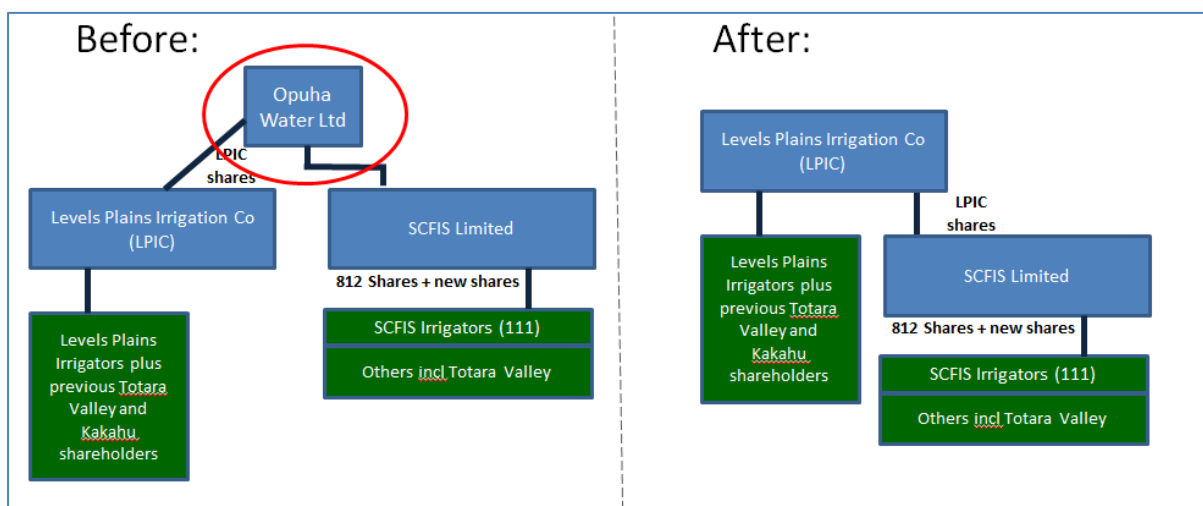 Before:
Opuha
Water Ltd
LPIC
shares
Levels Plains Irrigation Co
(LPIC)
SCFIS Limited
812 Shares + new shares
Levels Plains
Irrigators plus
previous Totara
Valley and
Kakahu
shareholders
SCFIS Irrigators (111)
Others incl Totara Valley
After:
Levels Plains Irrigation Co
(LPIC)
LPIC
shares
Levels Plains
Irrigators plus
previous Totara
Valley and
Kakahu
shareholders
SCFIS Limited
812 Shares + new shares
SCFIS Irrigators (111)
Others incl Totara Valley